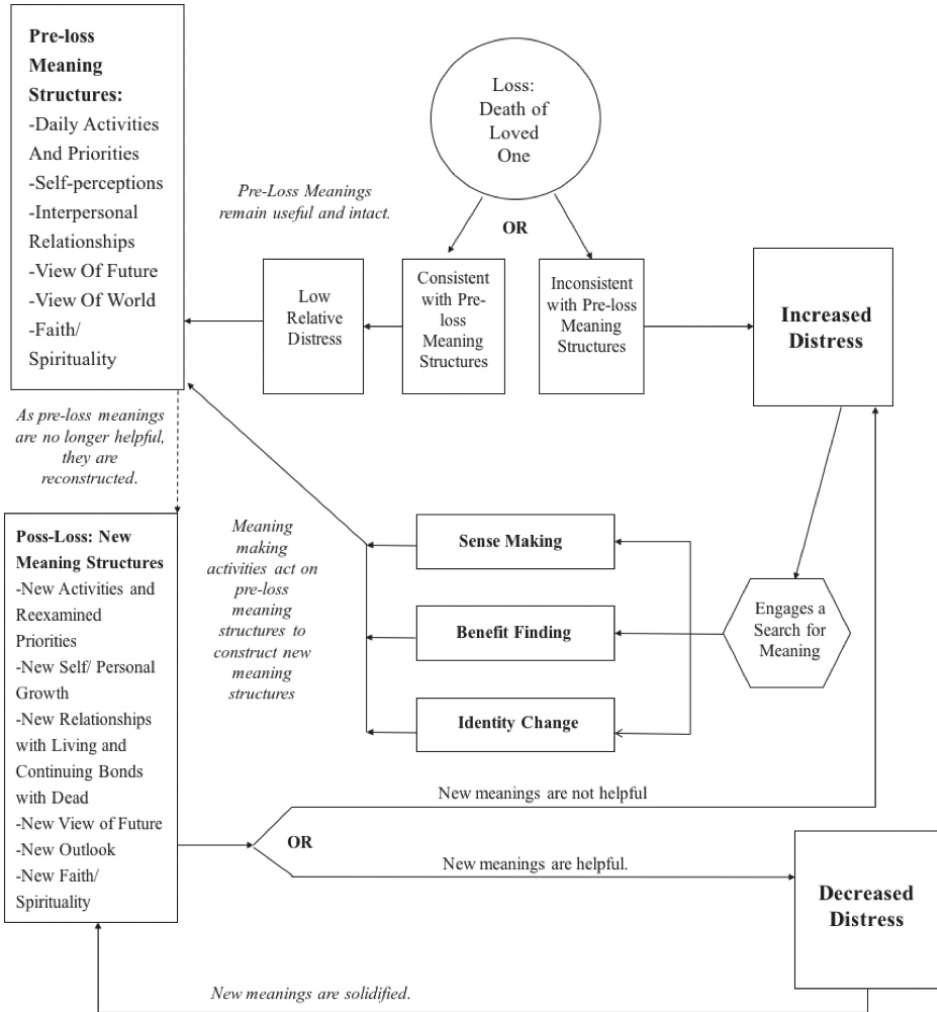 Pre-loss
Meaning
Structures:
-Daily Activities
And Priorities
-Self-perceptions
-Interpersonal
Relationships
-View Of Future
-View Of World
-Faith/
Spirituality
Loss:
Death of
Loved
One
Pre-Loss Meanings
remain useful and intact.
OR
Low
Relative
Distress
Consistent
with Pre-
loss
Meaning
Structures
Inconsistent
with Pre-loss
Meaning
Structures
Increased
Distress
As pre-loss meanings
are no longer helpful,
they are
reconstructed.
Poss-Loss: New
Meaning Structures
-New Activities and
Reexamined
Priorities
-New Self/ Personal
Growth
-New Relationships
with Living and
Continuing Bonds
with Dead
-New View of Future
-New Outlook
-New Faith/
Spirituality
Meaning
making
activities act on
pre-loss
meaning
structures to
construct new
meaning
structures
Sense Making
Benefit Finding
Identity Change
Engages a
Search for
Meaning
New meanings are not helpful
OR
New meanings are helpful.
Decreased
Distress
New meanings are solidified.